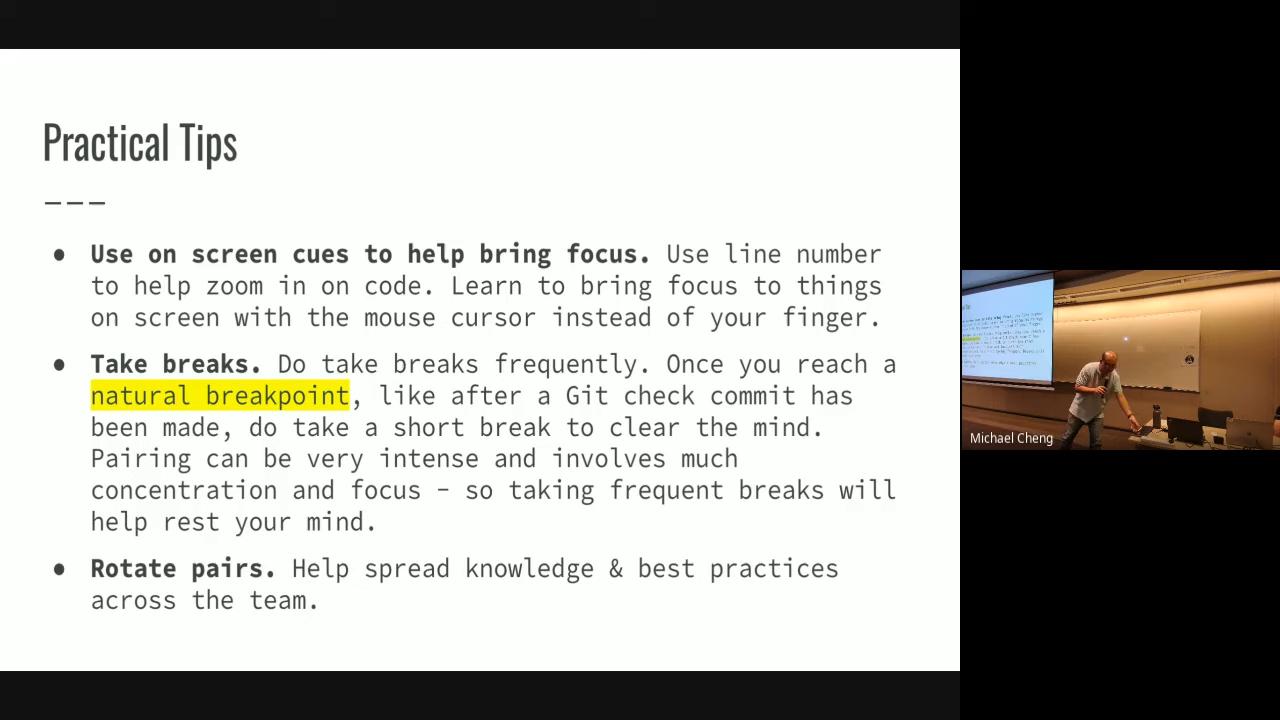 Practical Tips
---
● Use on screen cues to help bring focus. Use line number
to help zoom in on code. Learn to bring focus to things
on screen with the mouse cursor instead of your finger.
● Take breaks. Do take breaks frequently. Once you reach a
natural breakpoint, like after a Git check commit has
been made, do take a short break to clear the mind.
Pairing can be very intense and involves much
concentration and focus - so taking frequent breaks will
help rest your mind.
● Rotate pairs. Help spread knowledge & best practices
across the team.
Michael Cheng